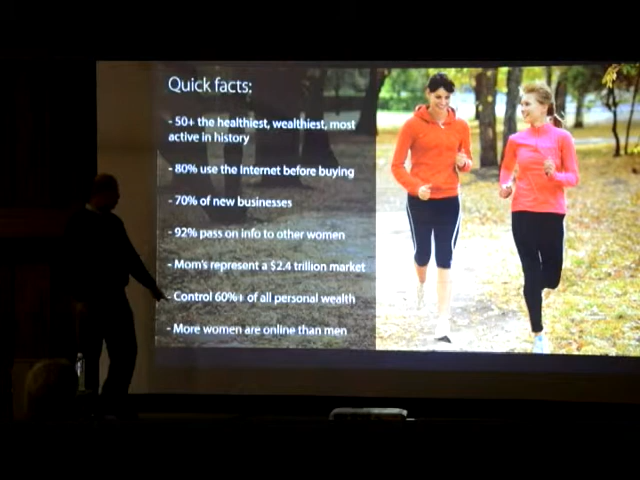 Quick facts:
- 50+ the healthiest, wealthiest, most
active in history
- 80% use the Internet before buying
- 70% of new businesses
- 92% pass on info to other women
- Mom's represent a $2.4 trillion market
- Control 60%+ of all personal wealth
- More women are online than men